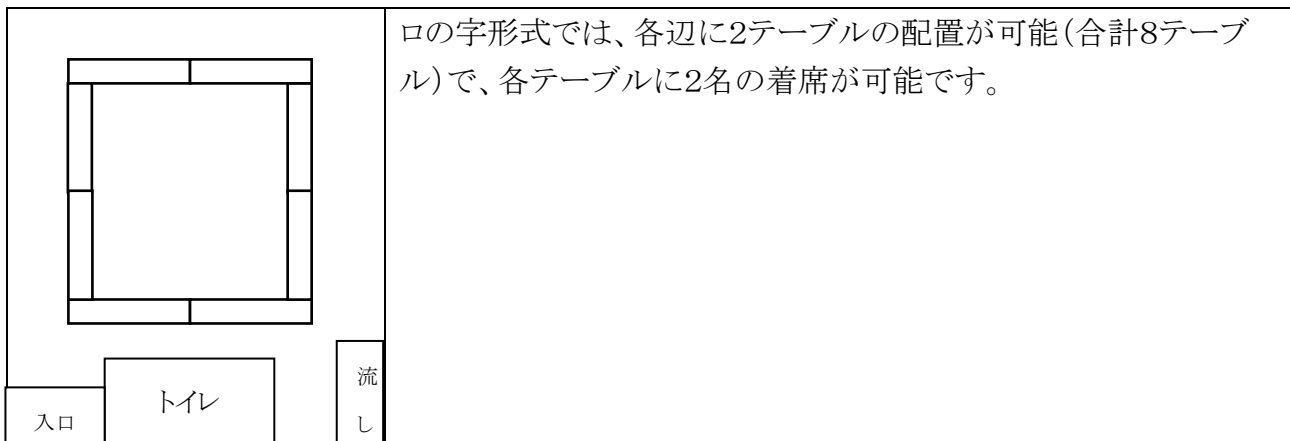 ロの字形式では、各辺に2テーブルの配置が可能(合計8テーブ
ル)で、各テーブルに2名の着席が可能です。
入口
トイレ
流
し